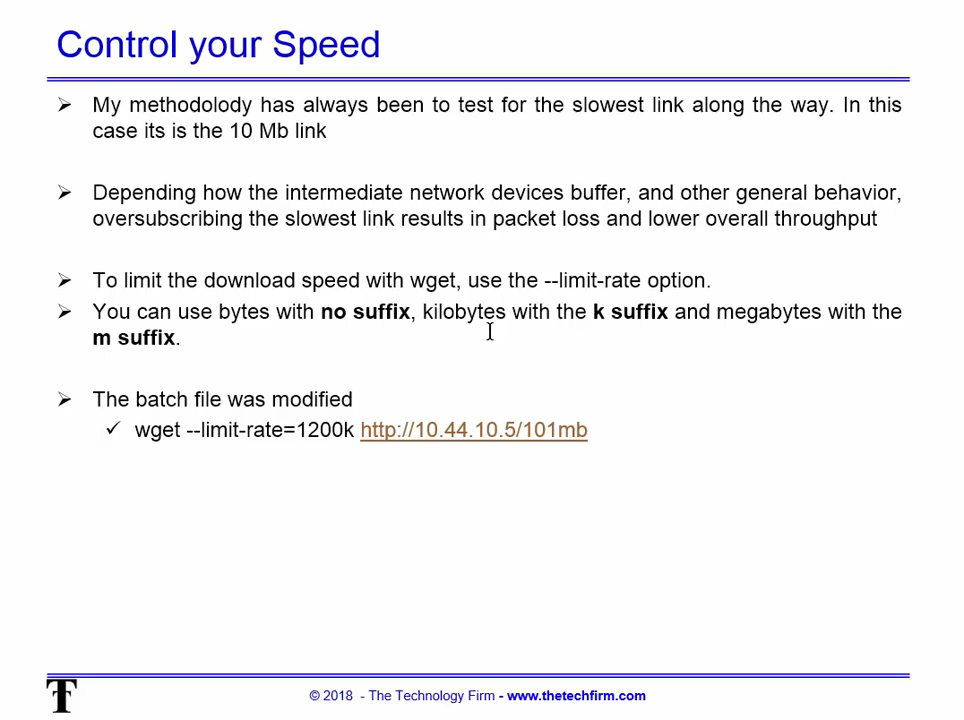 Control your Speed
My methodolody has always been to test for the slowest link along the way. In this
case its is the 10 Mb link
Depending how the intermediate network devices buffer, and other general behavior,
oversubscribing the slowest link results in packet loss and lower overall throughput
To limit the download speed with wget, use the --limit-rate option.
You can use bytes with no suffix, kilobytes with the k suffix and megabytes with the
m suffix.
The batch file was modified
wget --limit-rate=1200k http://10.44.10.5/101mb
© 2018 - The Technology Firm - www.thetechfirm.com